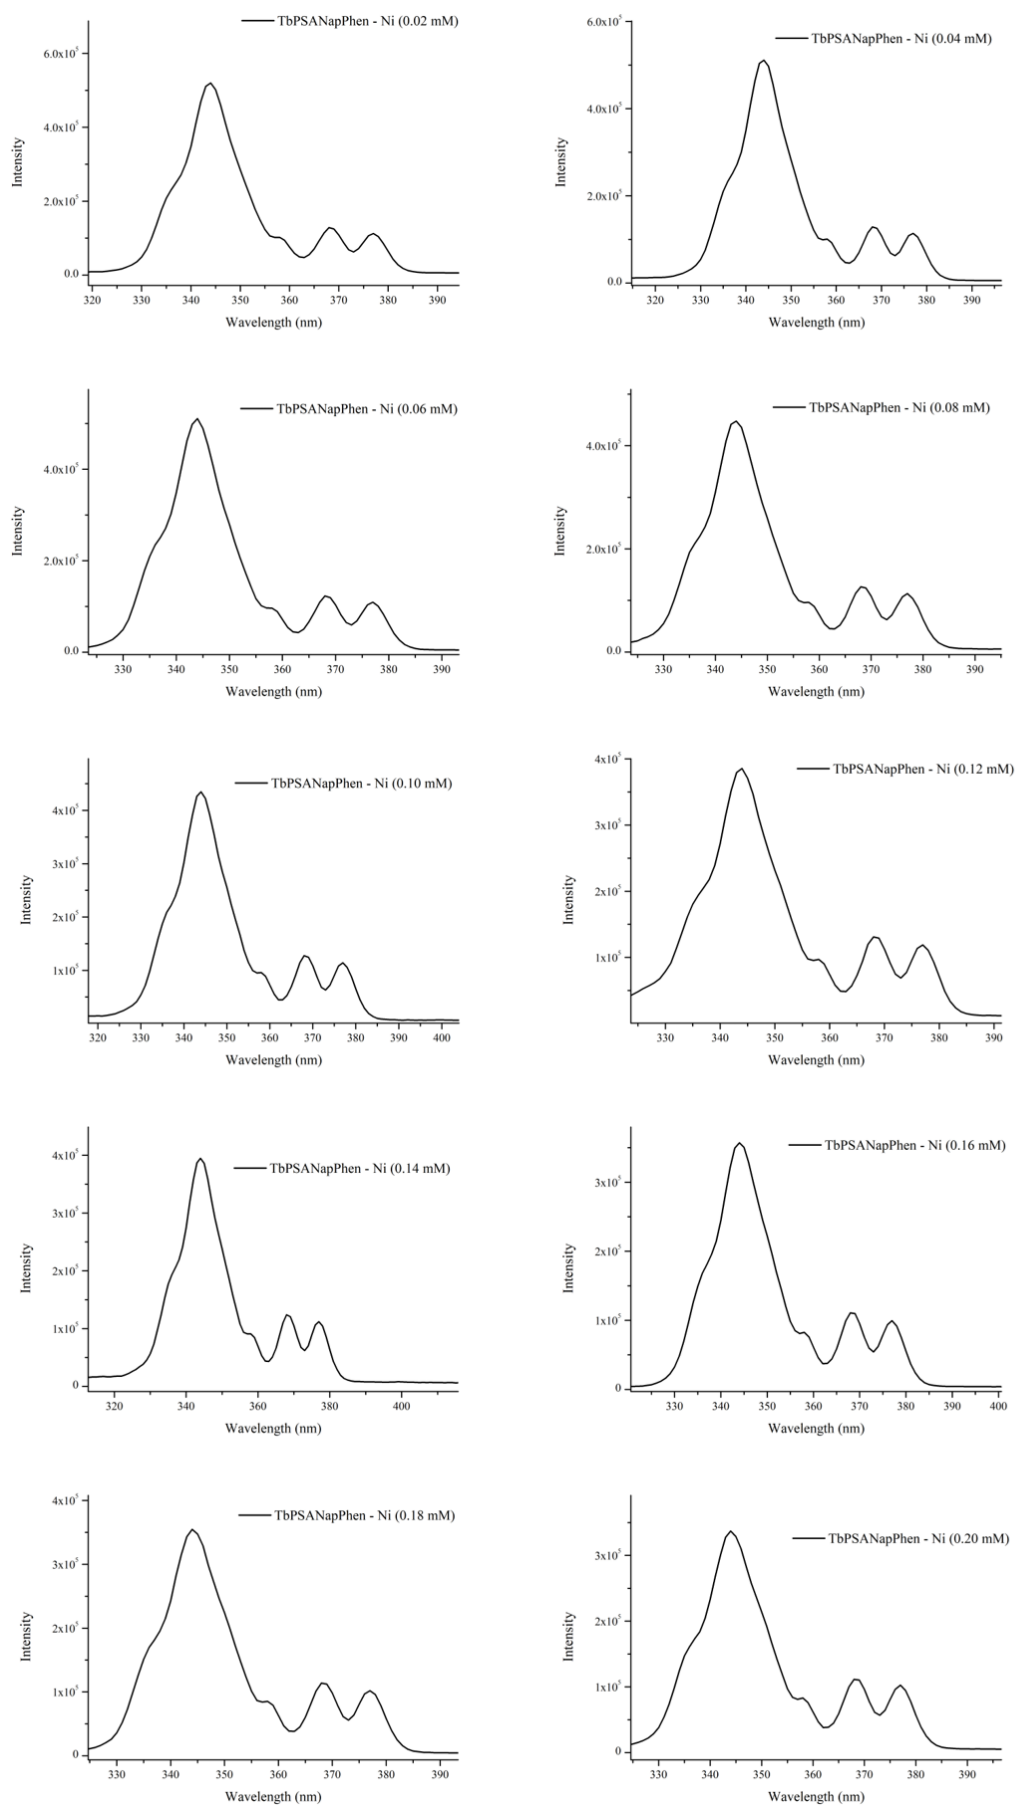 TbPSANapPhen - Ni (0.02 mM)
6.0x10⁵
4.0x10⁵
2.0x10⁵
0.0
Intensity
320 330 340 350 360 370 380 390
Wavelength (nm)
TbPSANapPhen - Ni (0.04 mM)
6.0x10⁵
4.0x10⁵
2.0x10⁵
0.0
Intensity
320 330 340 350 360 370 380 390
Wavelength (nm)
TbPSANapPhen - Ni (0.06 mM)
4.0x10⁵
2.0x10⁵
0.0
Intensity
330 340 350 360 370 380 390
Wavelength (nm)
TbPSANapPhen - Ni (0.08 mM)
4.0x10⁵
2.0x10⁵
0.0
Intensity
330 340 350 360 370 380 390
Wavelength (nm)
TbPSANapPhen - Ni (0.10 mM)
4x10⁵
3x10⁵
2x10⁵
1x10⁵
Intensity
320 330 340 350 360 370 380 390 400
Wavelength (nm)
TbPSANapPhen - Ni (0.12 mM)
4x10⁵
3x10⁵
2x10⁵
1x10⁵
Intensity
330 340 350 360 370 380 390
Wavelength (nm)
TbPSANapPhen - Ni (0.14 mM)
4x10⁵
3x10⁵
2x10⁵
1x10⁵
0
Intensity
320 340 360 380 400
Wavelength (nm)
TbPSANapPhen - Ni (0.16 mM)
3x10⁵
2x10⁵
1x10⁵
0
Intensity
330 340 350 360 370 380 390 400
Wavelength (nm)
TbPSANapPhen - Ni (0.18 mM)
4x10⁵
3x10⁵
2x10⁵
1x10⁵
0
Intensity
330 340 350 360 370 380 390
Wavelength (nm)
TbPSANapPhen - Ni (0.20 mM)
3x10⁵
2x10⁵
1x10⁵
0
Intensity
330 340 350 360 370 380 390
Wavelength (nm)